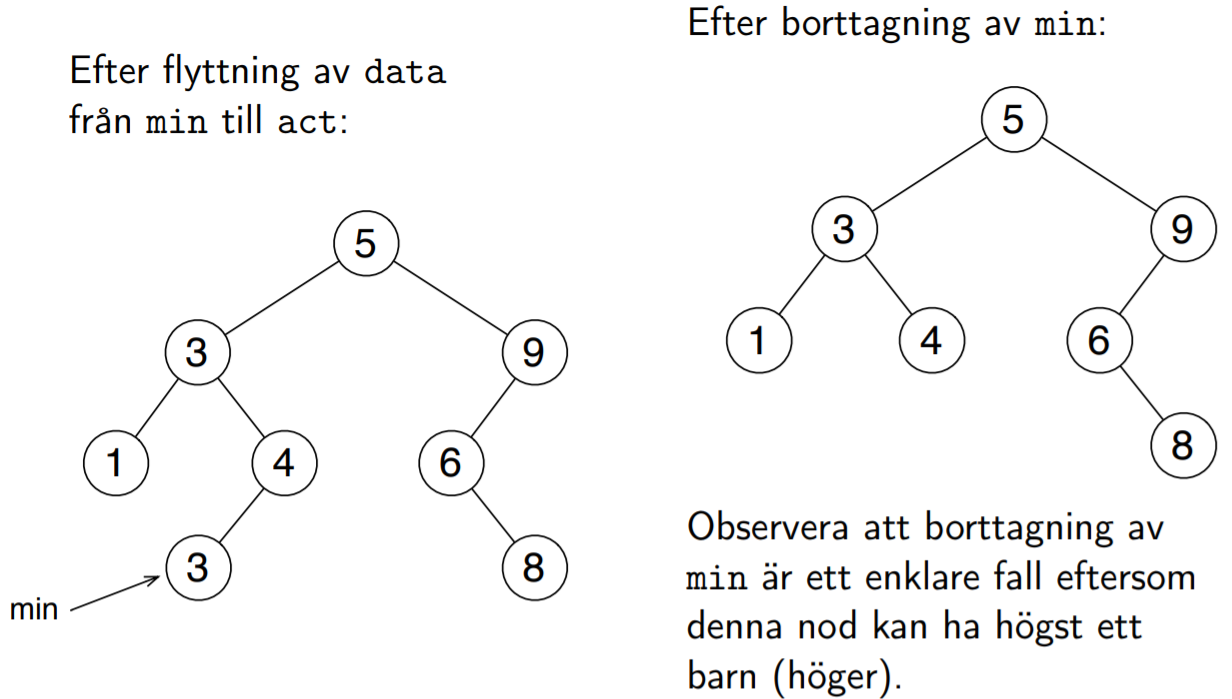 Efter flyttning av data
från min till act:
5
3
9
1
4
6
3
8
min
Efter borttagning av min:
5
3
9
1
4
6
8
Observera att borttagning av
min är ett enklare fall eftersom
denna nod kan ha högst ett
barn (höger).